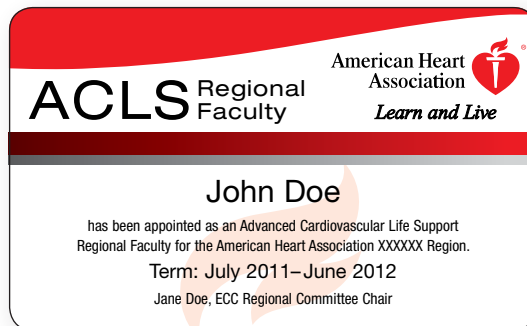 ACLS Regional Faculty
American Heart Association®
Learn and Live
John Doe
has been appointed as an Advanced Cardiovascular Life Support
Regional Faculty for the American Heart Association XXXXXX Region.
Term: July 2011–June 2012
Jane Doe, ECC Regional Committee Chair